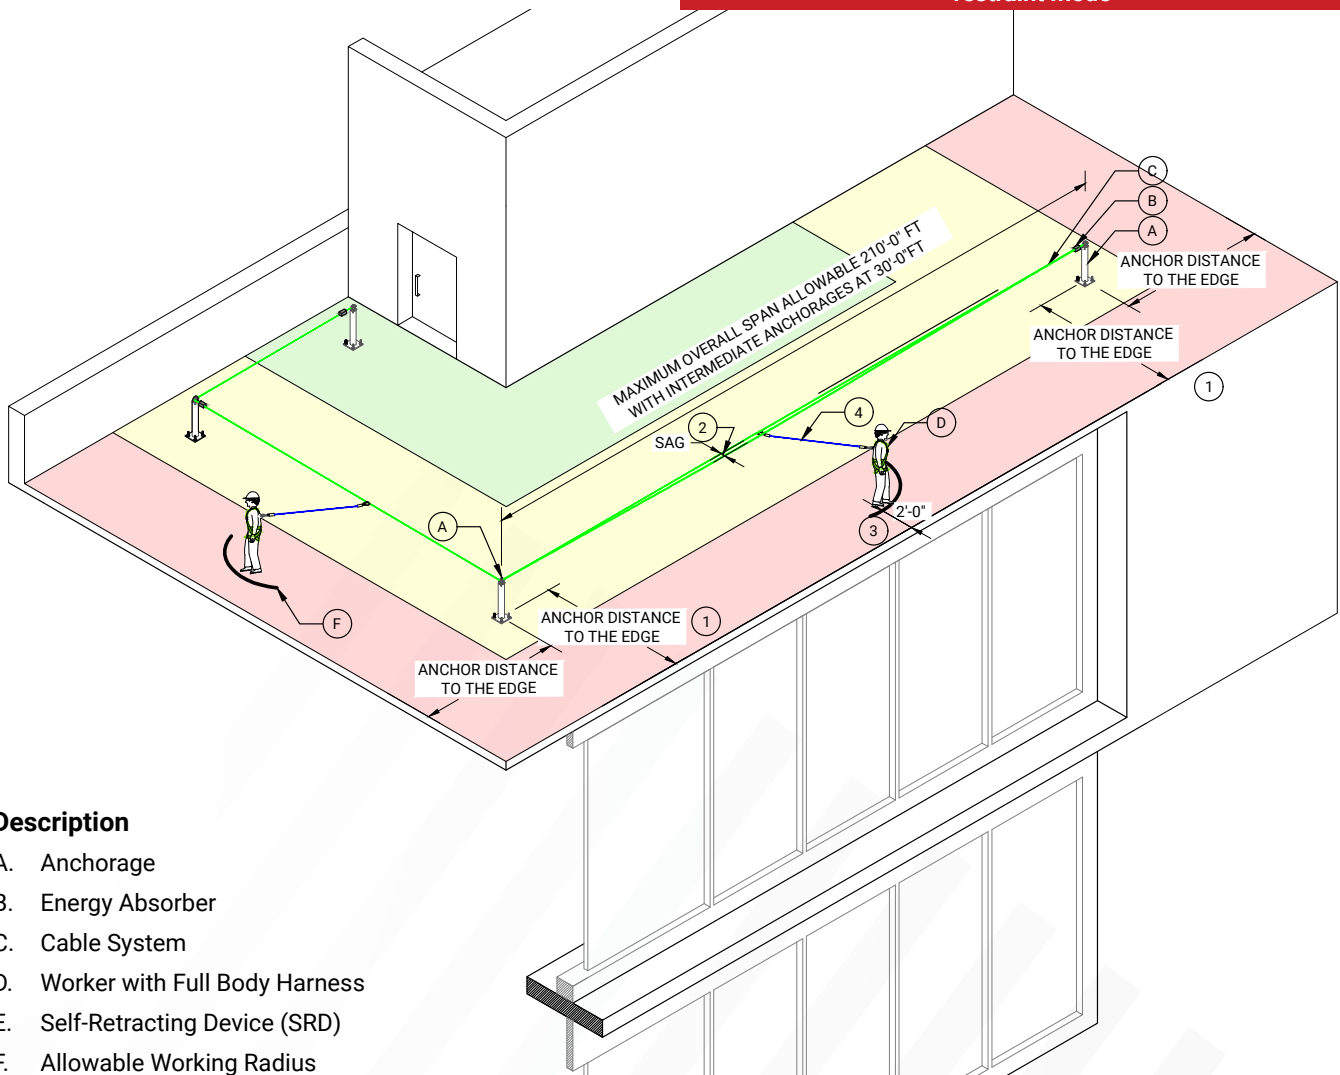 restraint mode
C
B
A
ANCHOR DISTANCE
TO THE EDGE
MAXIMUM OVERALL SPAN ALLOWABLE 210'-0" FT
WITH INTERMEDIATE ANCHORAGES AT 30'-0"FT
ANCHOR DISTANCE
TO THE EDGE
1
4
2
SAG
D
2'-0"
3
A
F
ANCHOR DISTANCE
TO THE EDGE
1
ANCHOR DISTANCE
TO THE EDGE
Description
A. Anchorage
B. Energy Absorber
C. Cable System
D. Worker with Full Body Harness
E. Self-Retracting Device (SRD)
F. Allowable Working Radius